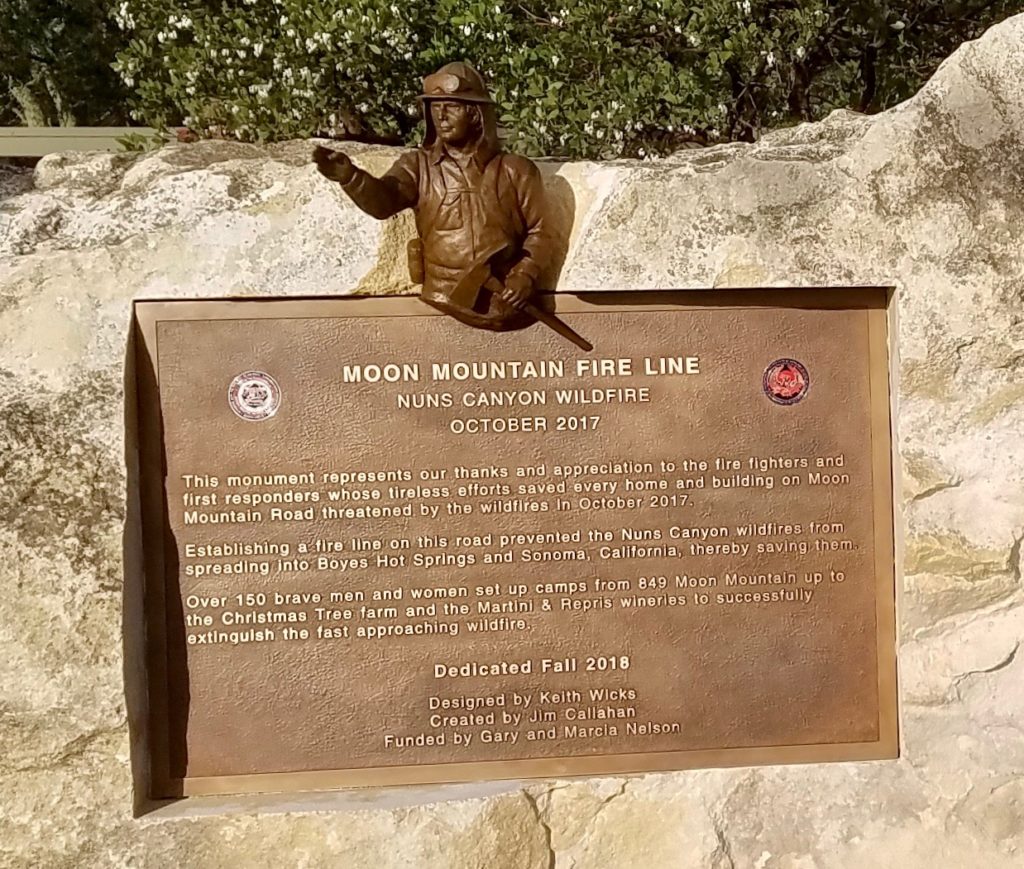 MOON MOUNTAIN FIRE LINE
NUNS CANYON WILDFIRE
OCTOBER 2017
This monument represents our thanks and appreciation to the fire fighters and
first responders whose tireless efforts saved every home and building on Moon
Mountain Road threatened by the wildfires in October 2017.
Establishing a fire line on this road prevented the Nuns Canyon wildfires from
spreading into Boyes Hot Springs and Sonoma, California, thereby saving them.
Over 150 brave men and women set up camps from 849 Moon Mountain up to
the Christmas Tree farm and the Martini & Repris wineries to successfully
extinguish the fast approaching wildfire.
Dedicated Fall 2018
Designed by Keith Wicks
Created by Jim Callahan
Funded by Gary and Marcia Nelson